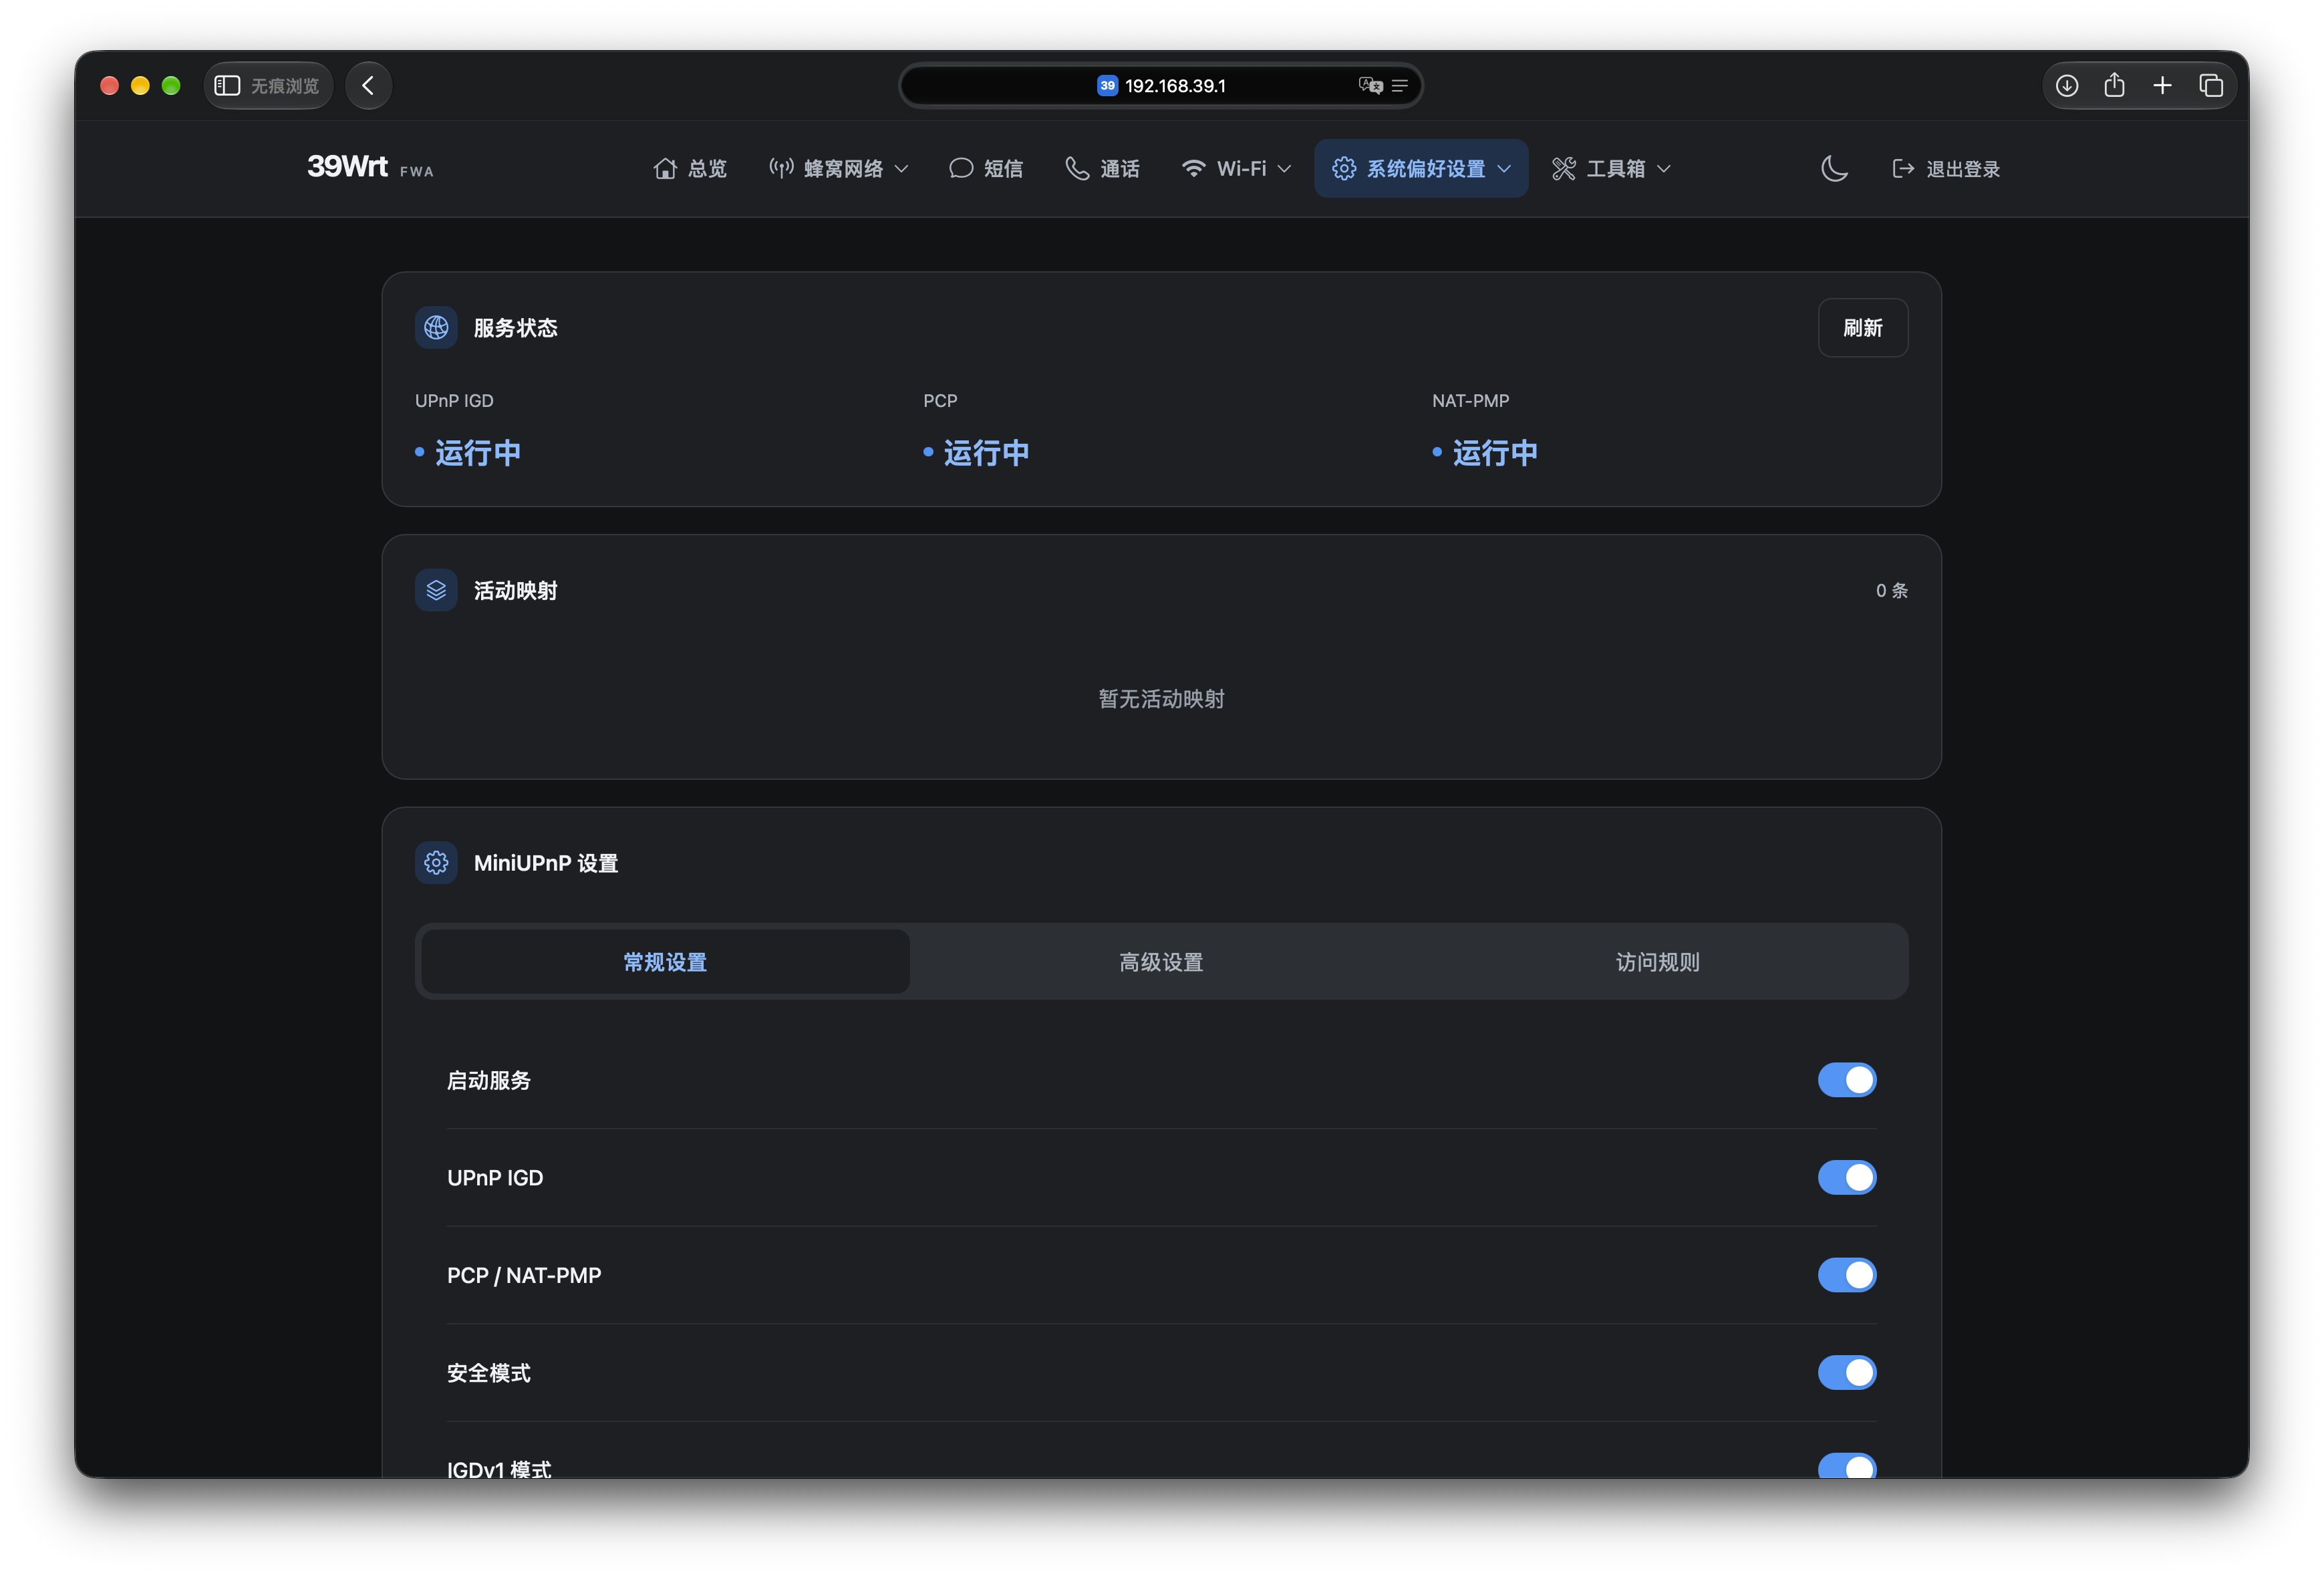 无痕浏览
39 192.168.39.1
39Wrt FWA
总览 蜂窝网络 短信 通话 Wi-Fi 系统偏好设置 工具箱 退出登录
服务状态 刷新
UPnP IGD PCP NAT-PMP
运行中 运行中 运行中
活动映射 0 条
暂无活动映射
MiniUPnP 设置
常规设置 高级设置 访问规则
启动服务
UPnP IGD
PCP / NAT-PMP
安全模式
IGDv1 模式